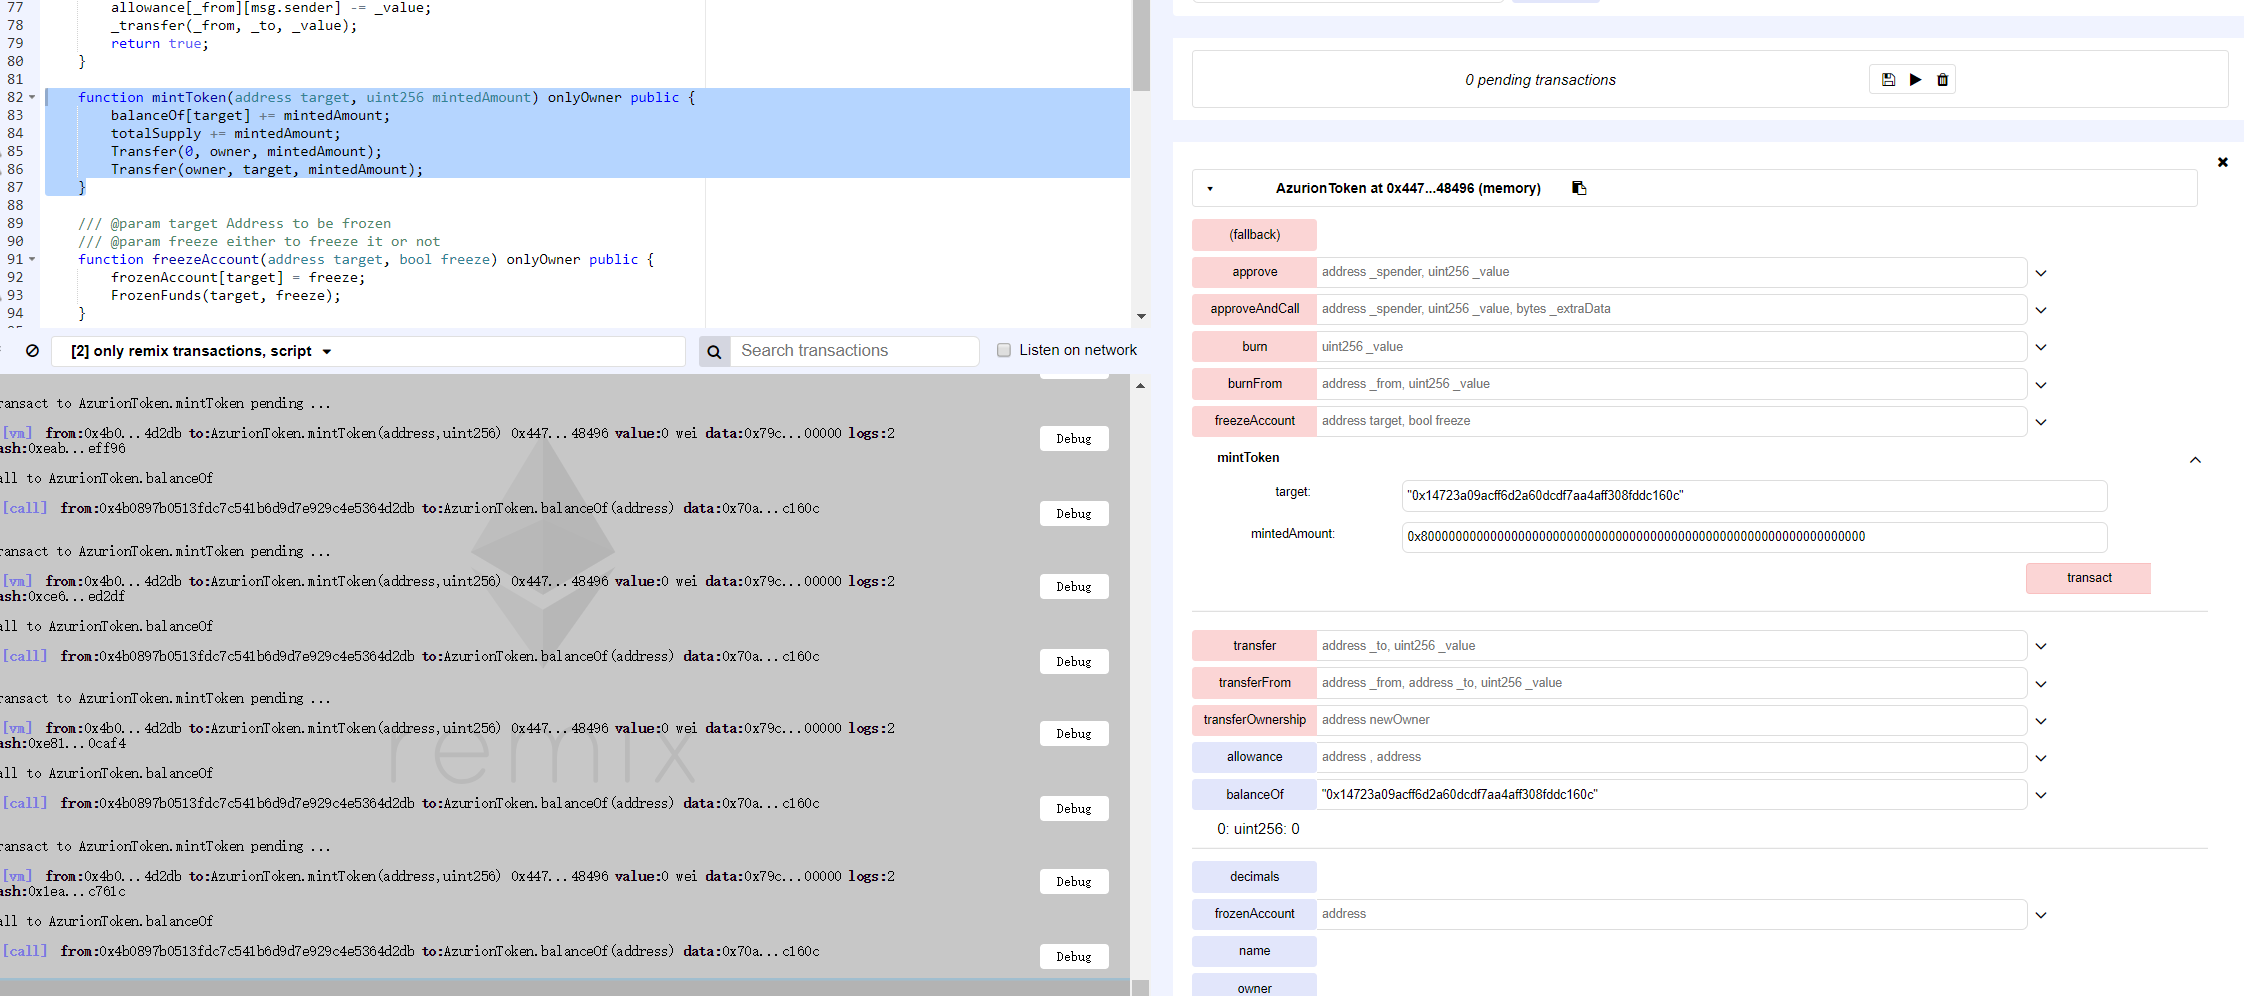 77 allowance[_from][msg.sender] -= _value;
78 _transfer(_from, _to, _value);
79 return true;
80 }
81
82 function mintToken(address target, uint256 mintedAmount) onlyOwner public {
83 balanceOf[target] += mintedAmount;
84 totalSupply += mintedAmount;
85 Transfer(0, owner, mintedAmount);
86 Transfer(owner, target, mintedAmount);
87 }
88
89 /// @param target Address to be frozen
90 /// @param freeze either to freeze it or not
91 function freezeAccount(address target, bool freeze) onlyOwner public {
92 frozenAccount[target] = freeze;
93 FrozenFunds(target, freeze);
94 }
[2] only remix transactions, script
Search transactions
Listen on network
ransact to AzurionToken.mintToken pending ...
[vm] from:0x4b0...4d2db to:AzurionToken.mintToken(address,uint256) 0x447...48496 value:0 wei data:0x79c...00000 logs:2
ash:0xeab...eff96
Debug
all to AzurionToken.balanceOf
[call] from:0x4b0897b0513fdc7c541b6d9d7e929c4e5364d2db to:AzurionToken.balanceOf(address) data:0x70a...c160c
Debug
ransact to AzurionToken.mintToken pending ...
[vm] from:0x4b0...4d2db to:AzurionToken.mintToken(address,uint256) 0x447...48496 value:0 wei data:0x79c...00000 logs:2
ash:0xce6...ed2df
Debug
all to AzurionToken.balanceOf
[call] from:0x4b0897b0513fdc7c541b6d9d7e929c4e5364d2db to:AzurionToken.balanceOf(address) data:0x70a...c160c
Debug
ransact to AzurionToken.mintToken pending ...
[vm] from:0x4b0...4d2db to:AzurionToken.mintToken(address,uint256) 0x447...48496 value:0 wei data:0x79c...00000 logs:2
ash:0xe81...0caf4
Debug
remix
all to AzurionToken.balanceOf
[call] from:0x4b0897b0513fdc7c541b6d9d7e929c4e5364d2db to:AzurionToken.balanceOf(address) data:0x70a...c160c
Debug
ransact to AzurionToken.mintToken pending ...
[vm] from:0x4b0...4d2db to:AzurionToken.mintToken(address,uint256) 0x447...48496 value:0 wei data:0x79c...00000 logs:2
ash:0x1ea...c761c
Debug
all to AzurionToken.balanceOf
[call] from:0x4b0897b0513fdc7c541b6d9d7e929c4e5364d2db to:AzurionToken.balanceOf(address) data:0x70a...c160c
Debug
0 pending transactions
AzurionToken at 0x447...48496 (memory)
(fallback)
approve address _spender, uint256 _value
approveAndCall address _spender, uint256 _value, bytes _extraData
burn uint256 _value
burnFrom address _from, uint256 _value
freezeAccount address target, bool freeze
mintToken
target: "0x14723a09acff6d2a60dcdf7aa4aff308fddc160c"
mintedAmount: 0x8000000000000000000000000000000000000000000000000000000000000000
transact
transfer address _to, uint256 _value
transferFrom address _from, address _to, uint256 _value
transferOwnership address newOwner
allowance address , address
balanceOf "0x14723a09acff6d2a60dcdf7aa4aff308fddc160c"
0: uint256: 0
decimals
frozenAccount address
name
owner